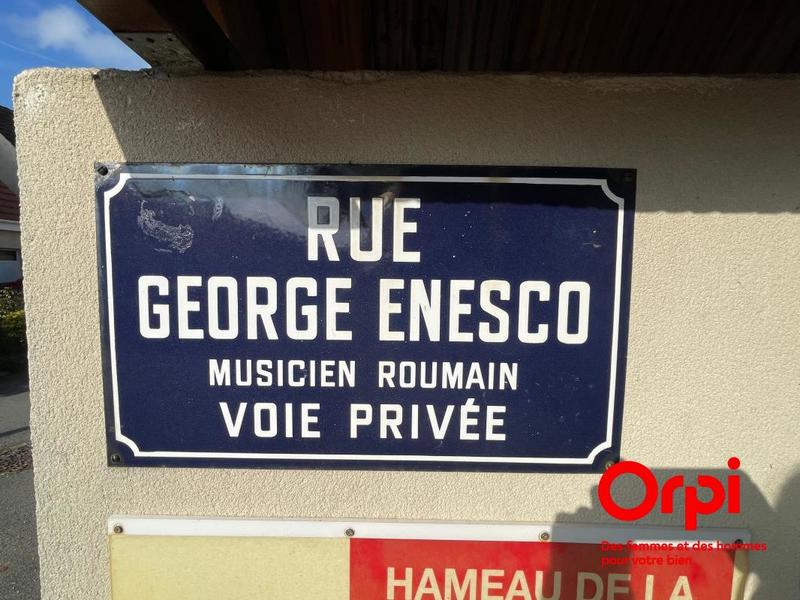 RUE
GEORGE ENESCO
MUSICIEN ROUMAIN
VOIE PRIVÉE
Orpi
Des femmes et des hommes
pour votre bien
HAMEAU DE LA